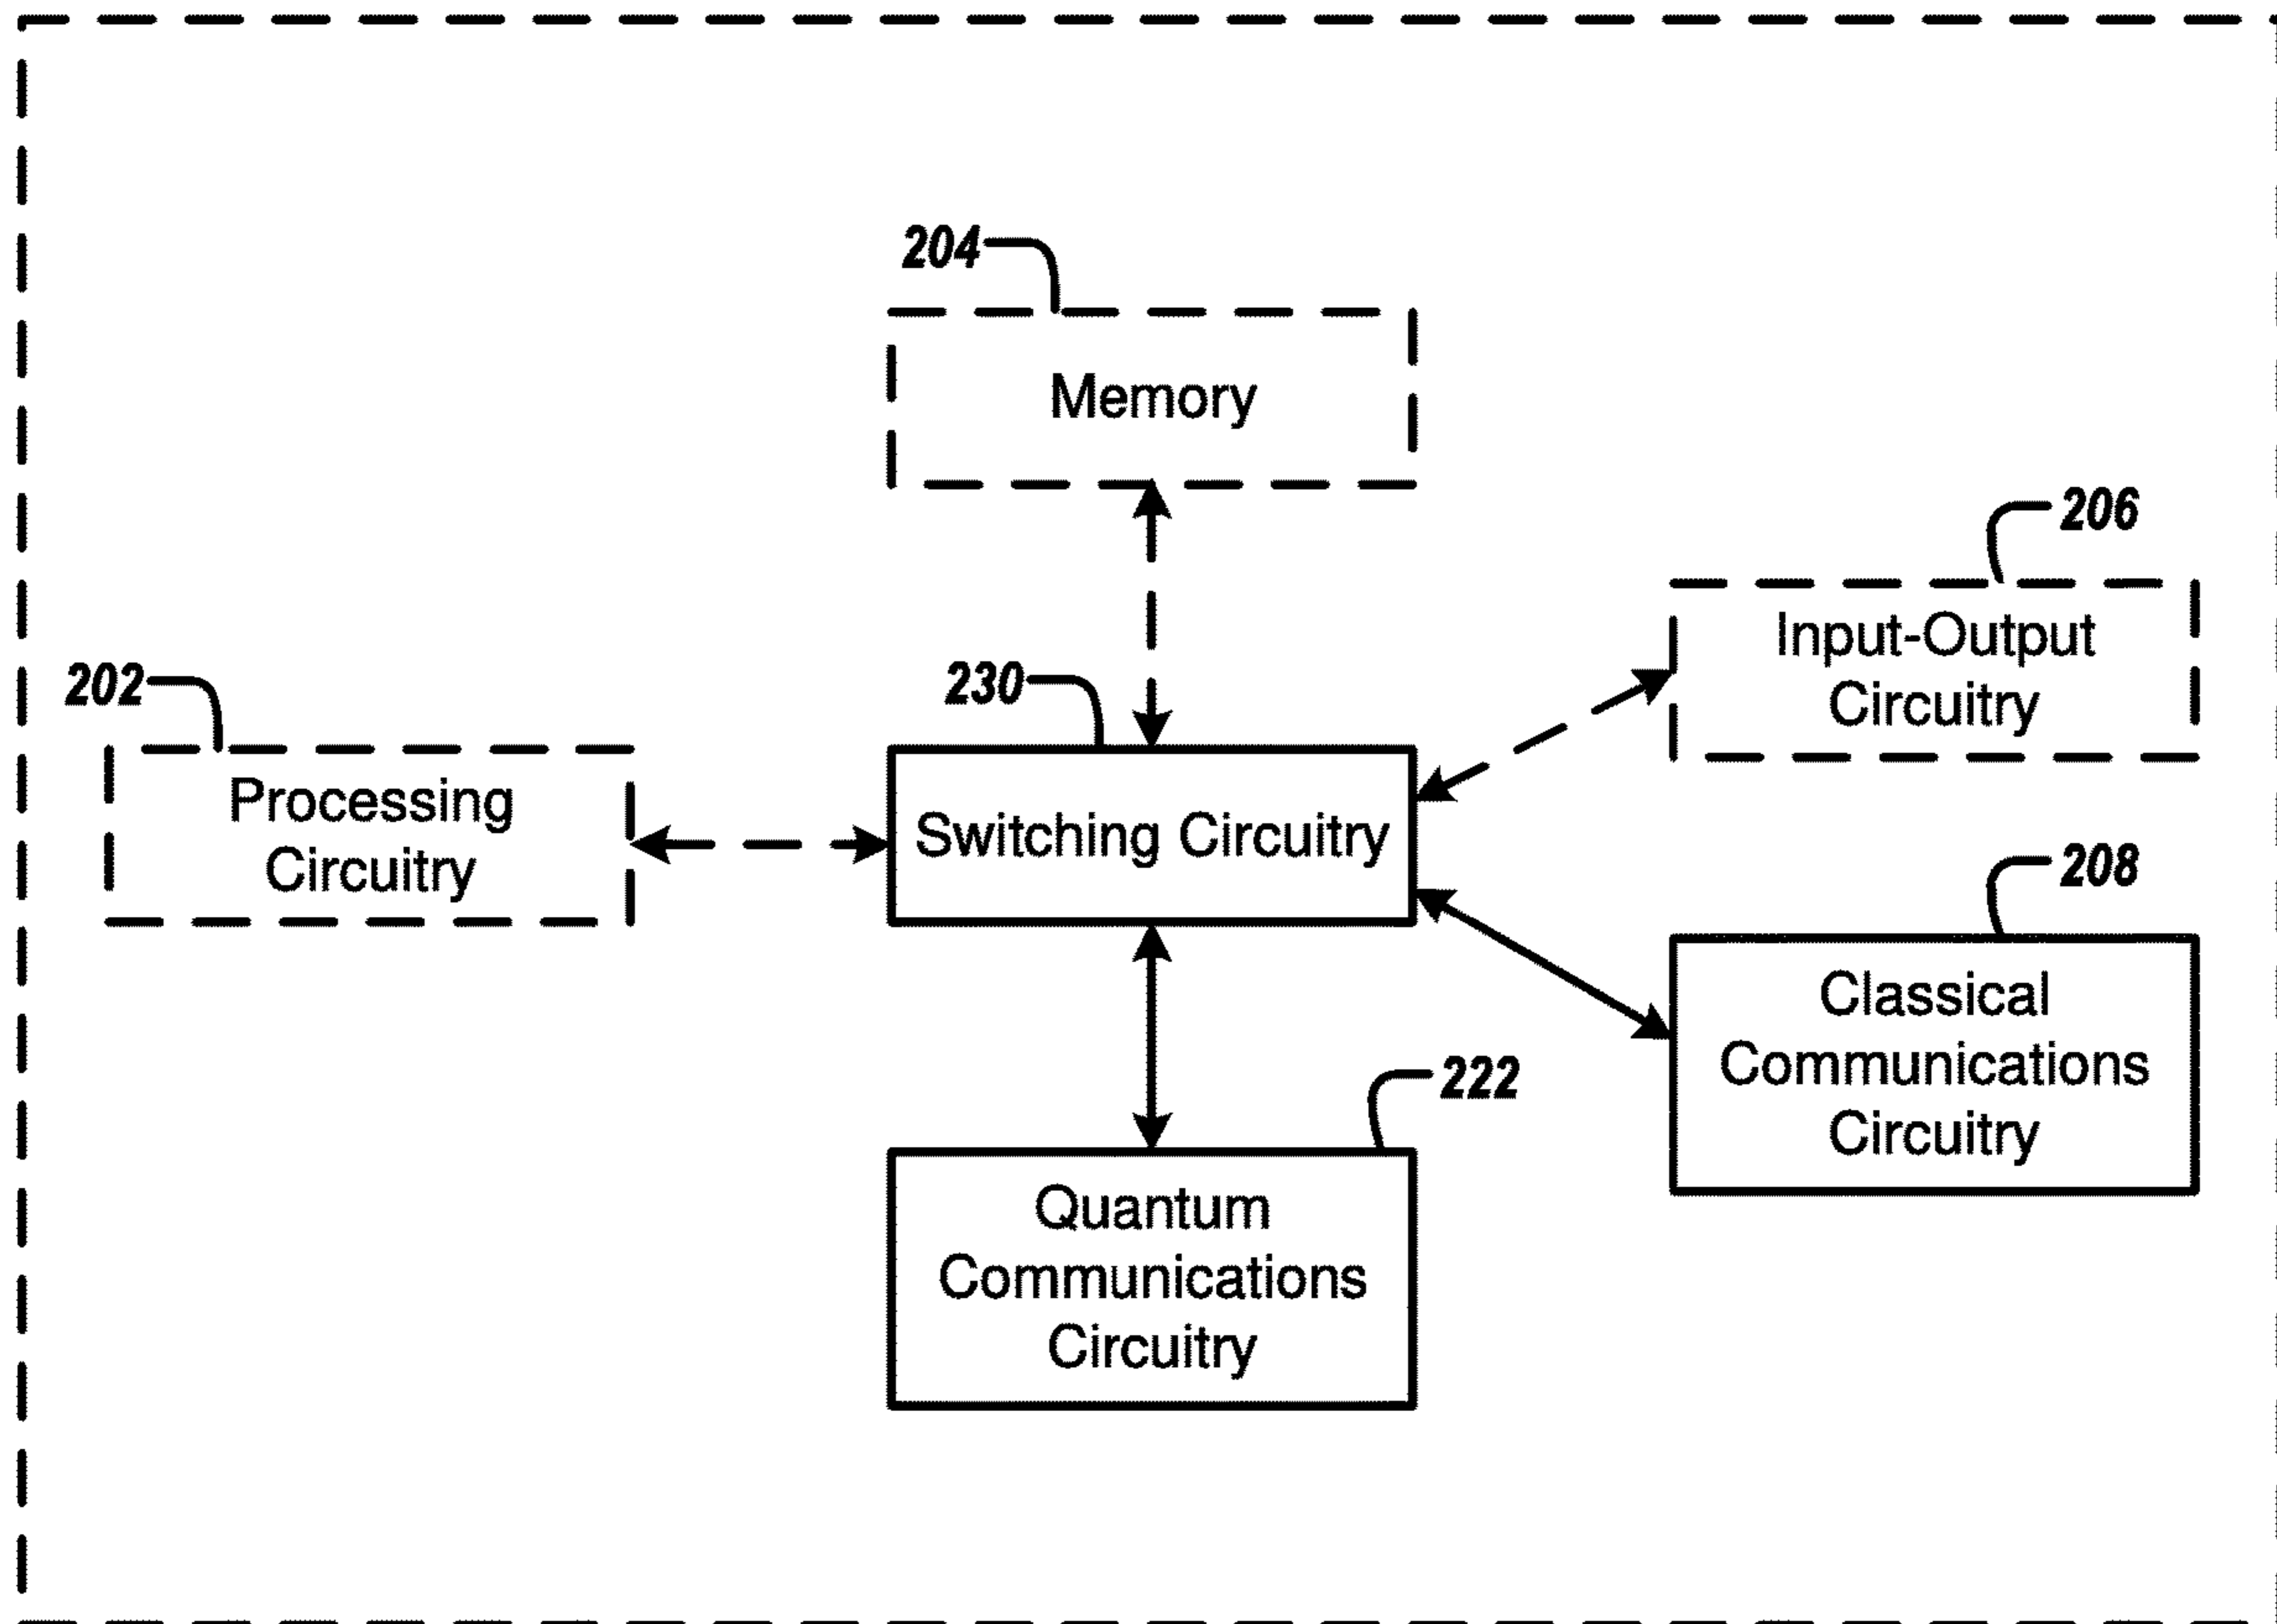 204
Memory
206
Input-Output
Circuitry
202
Processing
Circuitry
230
Switching Circuitry
208
Classical
Communications
Circuitry
222
Quantum
Communications
Circuitry